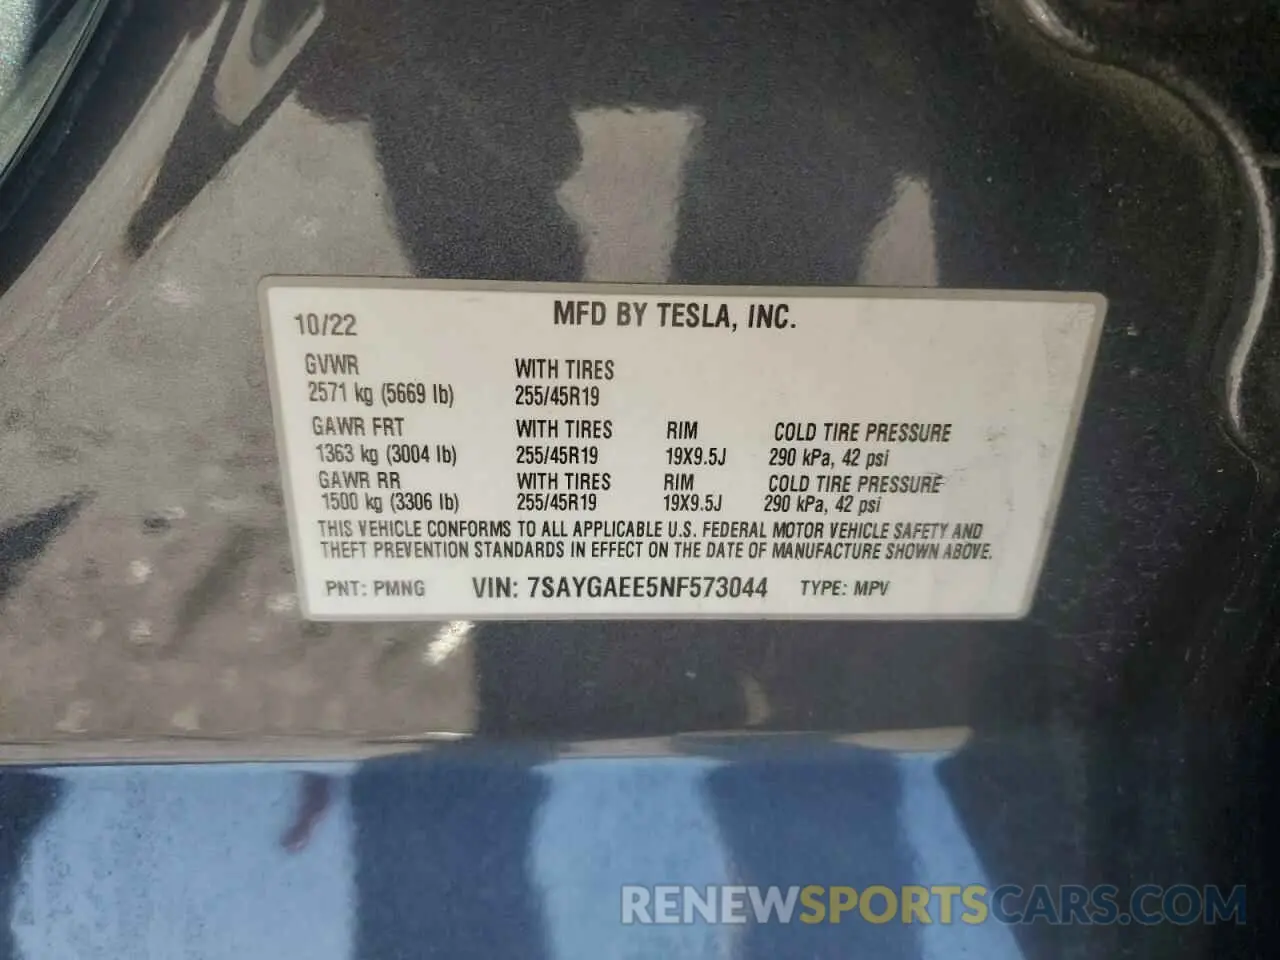 10/22 MFD BY TESLA, INC.
GVWR WITH TIRES
2571 kg (5669 lb) 255/45R19
GAWR FRT WITH TIRES RIM COLD TIRE PRESSURE
1363 kg (3004 lb) 255/45R19 19X9.5J 290 kPa, 42 psi
GAWR RR WITH TIRES RIM COLD TIRE PRESSURE
1500 kg (3306 lb) 255/45R19 19X9.5J 290 kPa, 42 psi
THIS VEHICLE CONFORMS TO ALL APPLICABLE U.S. FEDERAL MOTOR VEHICLE SAFETY AND
THEFT PREVENTION STANDARDS IN EFFECT ON THE DATE OF MANUFACTURE SHOWN ABOVE.
PNT: PMNG VIN: 7SAYGAEE5NF573044 TYPE: MPV
RENEWSPORTSCARS.COM